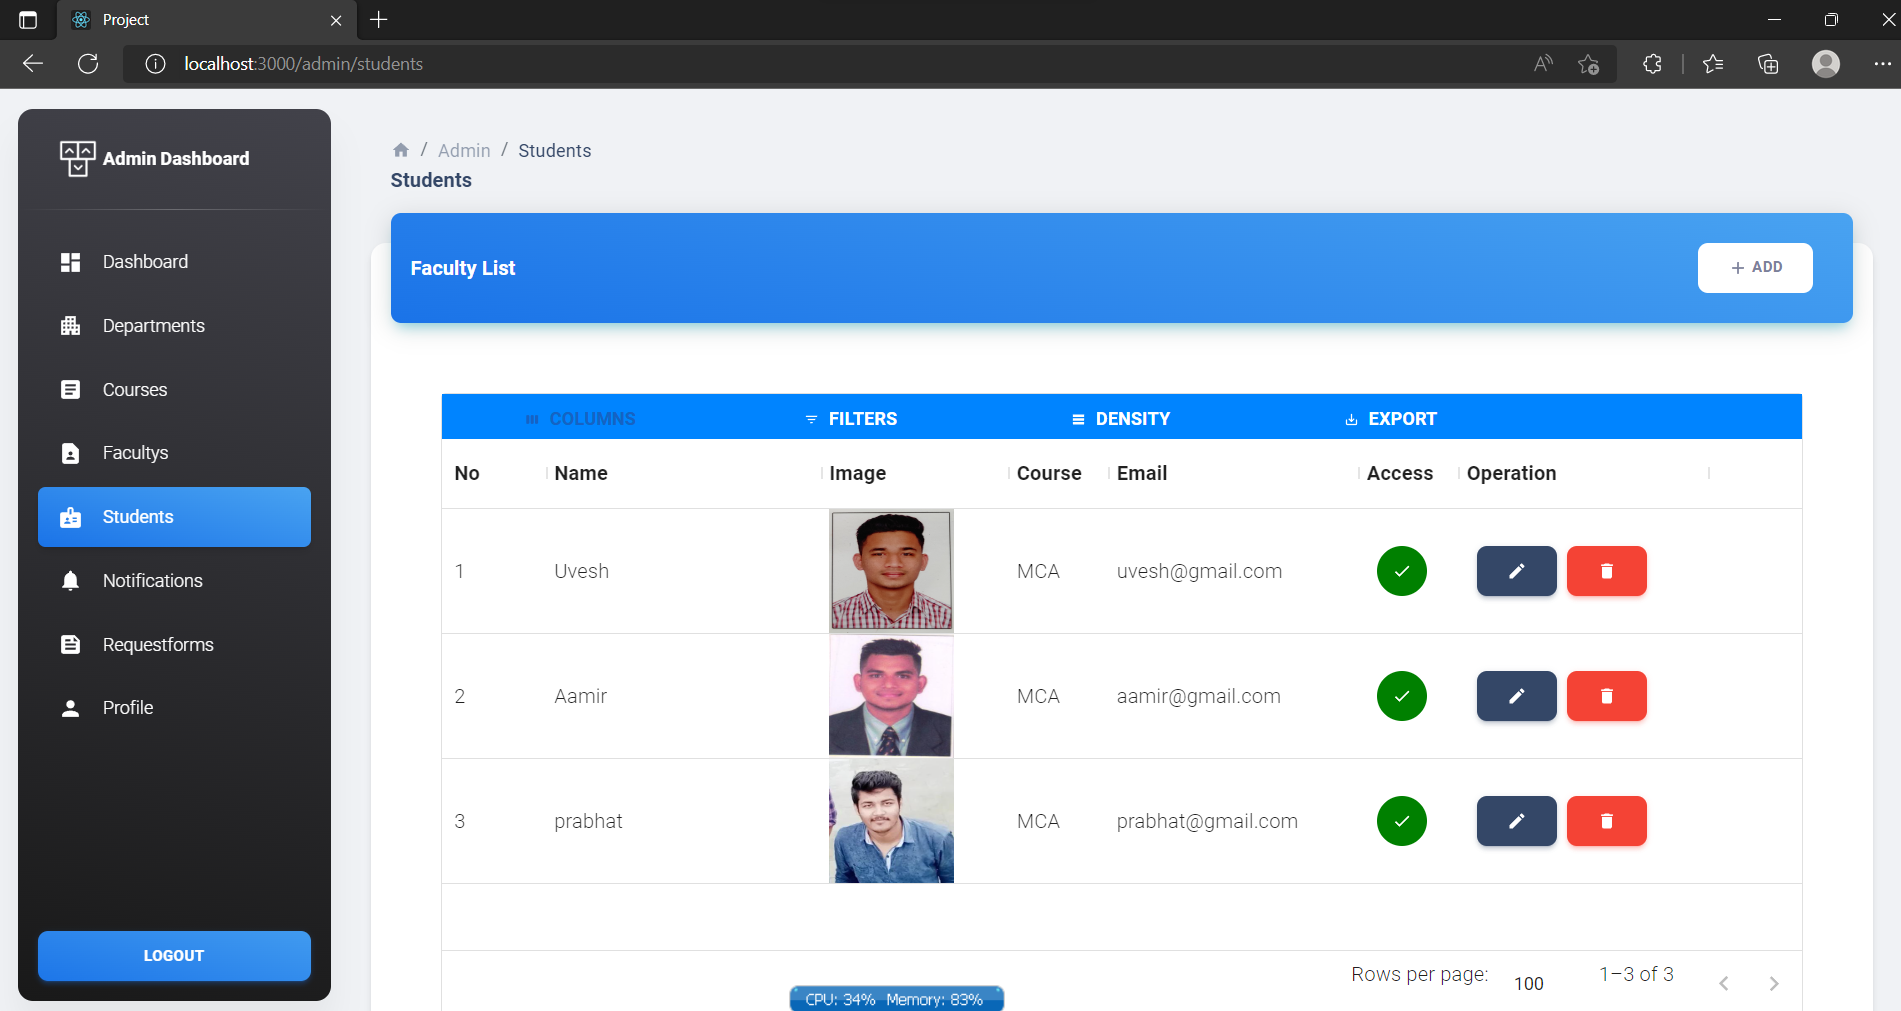 Project
localhost:3000/admin/students
Admin Dashboard
Dashboard
Departments
Courses
Facultys
Students
Notifications
Requestforms
Profile
LOGOUT
/ Admin / Students
Students
Faculty List
+ ADD
COLUMNS FILTERS DENSITY EXPORT
No Name Image Course Email Access Operation
1 Uvesh MCA uvesh@gmail.com
2 Aamir MCA aamir@gmail.com
3 prabhat MCA prabhat@gmail.com
Rows per page: 100 1–3 of 3
CPU: 34% Memory: 83%